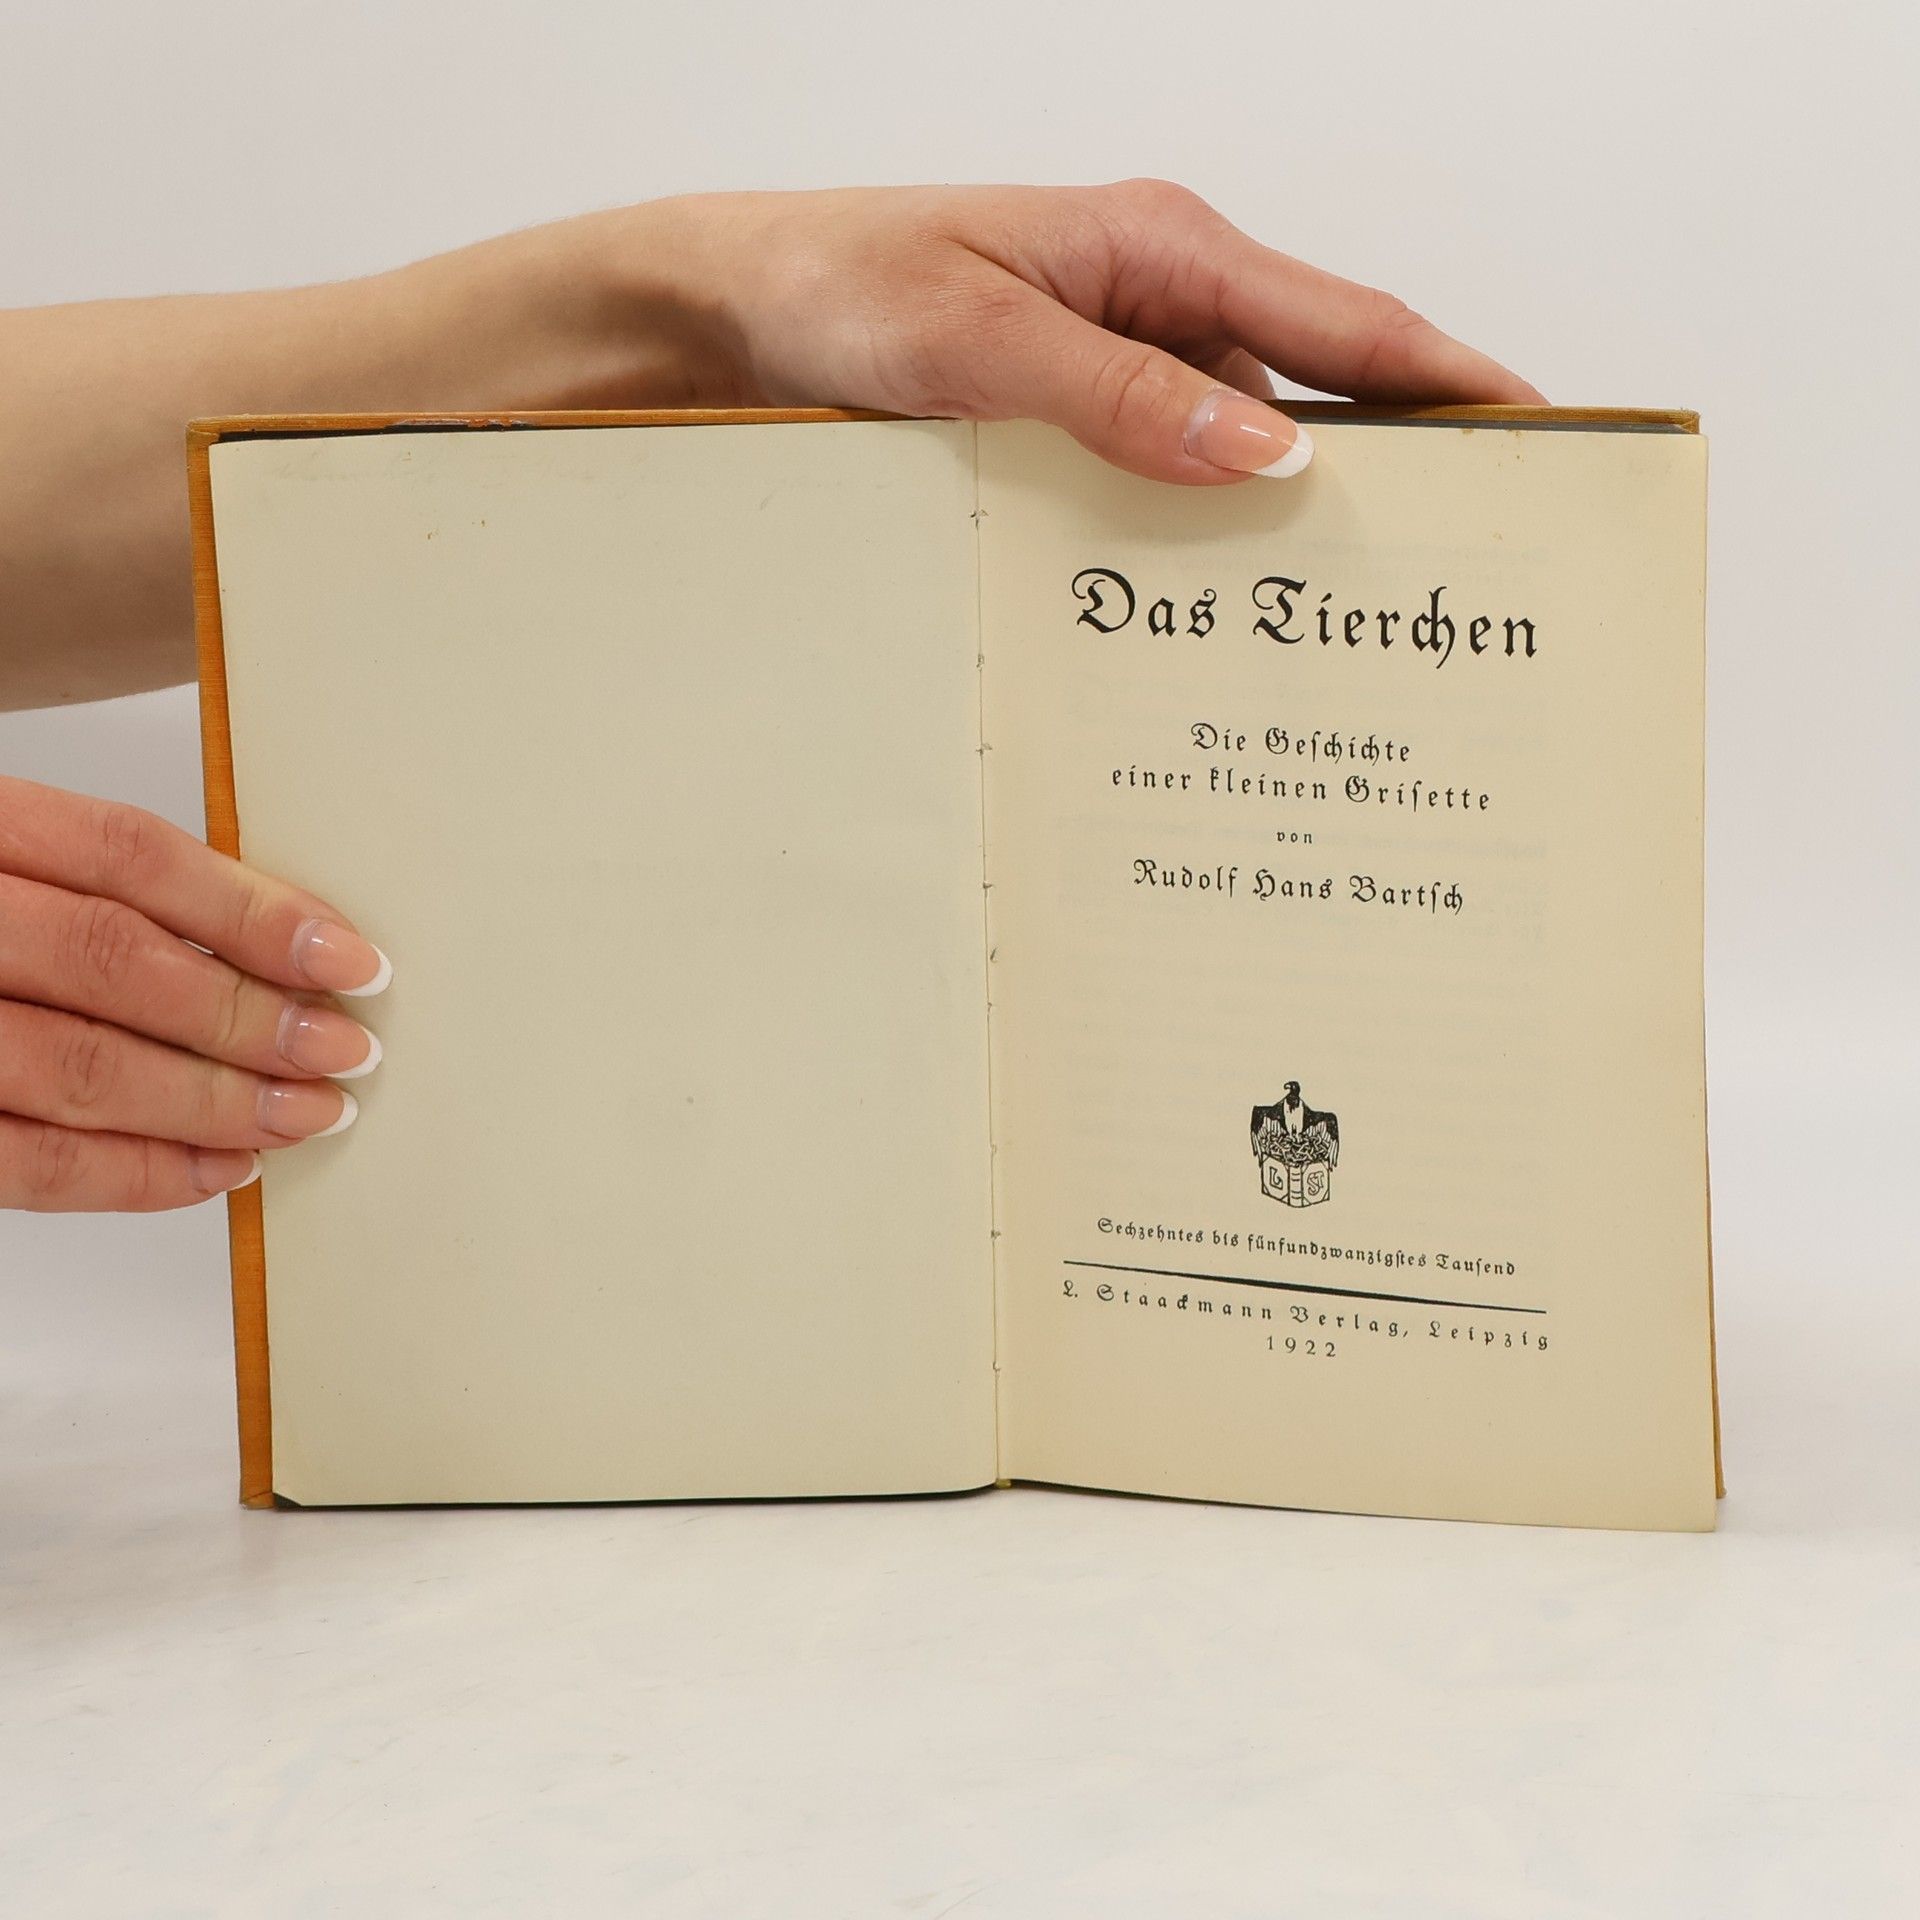 Das Tierchen
Die Geſchichte
einer kleinen Griſette
von
Rudolf Hans Bartſch
L ST
Sechzehntes bis fünfundzwanzigſtes Tauſend
L. Staackmann Verlag, Leipzig
1922